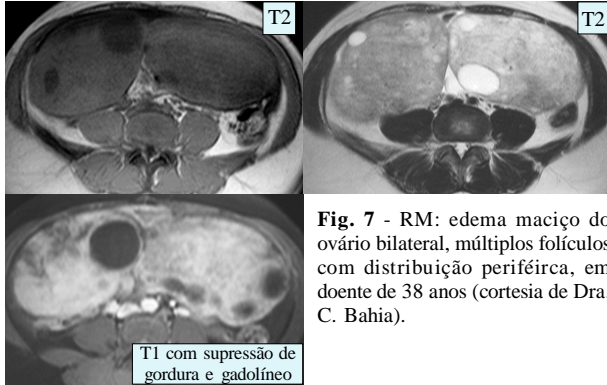 T2
T2
Fig. 7 - RM: edema maciço do
ovário bilateral, múltiplos folículos
com distribuição periféirca, em
doente de 38 anos (cortesia de Dra.
C. Bahia).
T1 com supressão de
gordura e gadolíneo